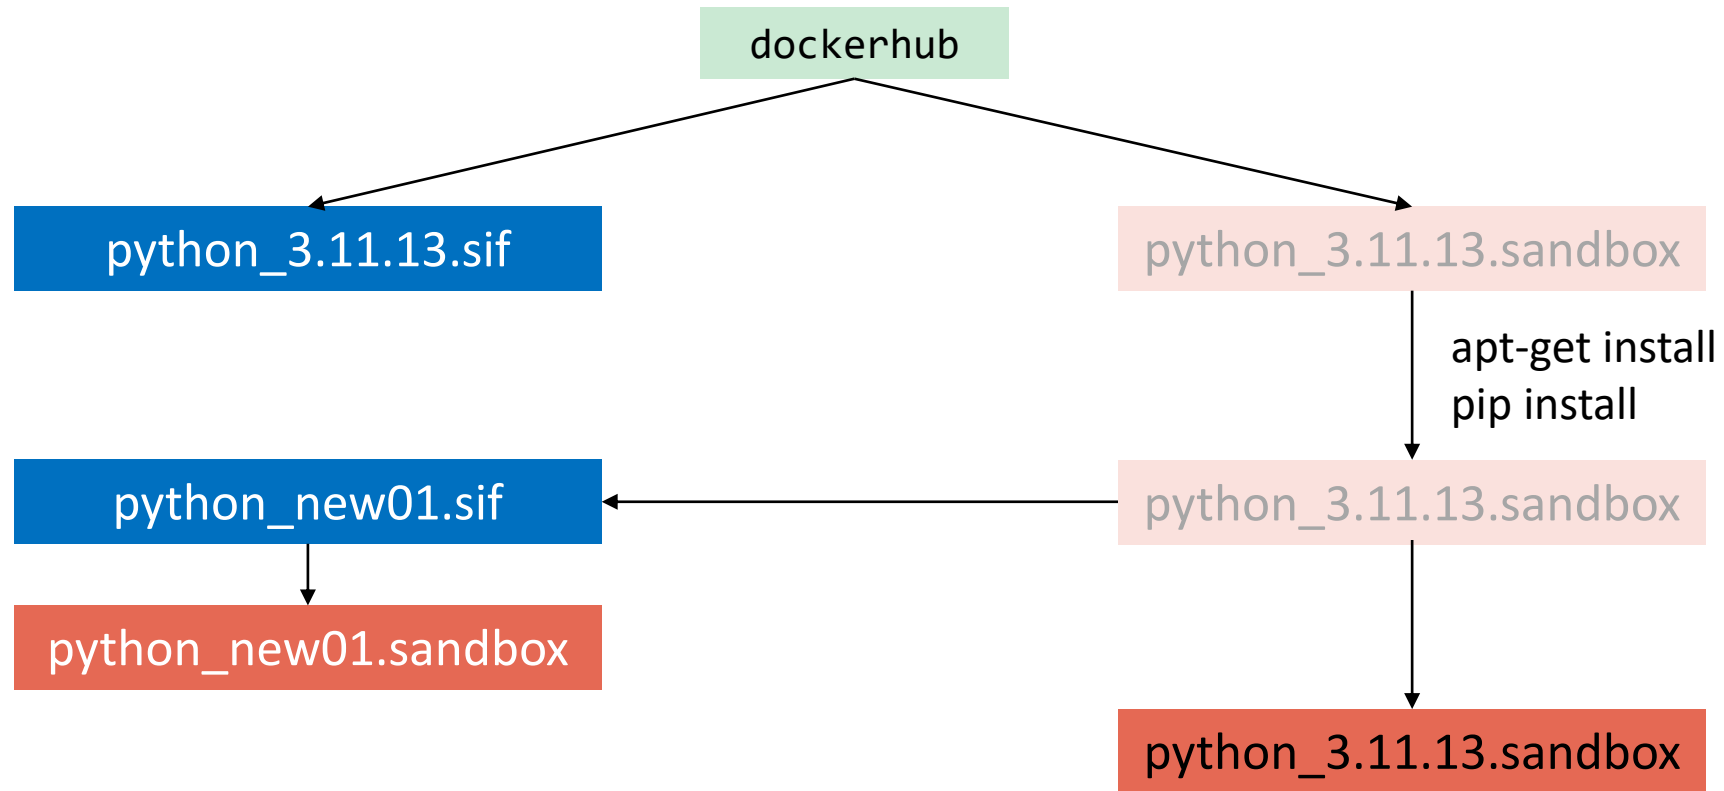 dockerhub
python_3.11.13.sif
python_3.11.13.sandbox
apt-get install
pip install
python_new01.sif
python_3.11.13.sandbox
python_new01.sandbox
python_3.11.13.sandbox